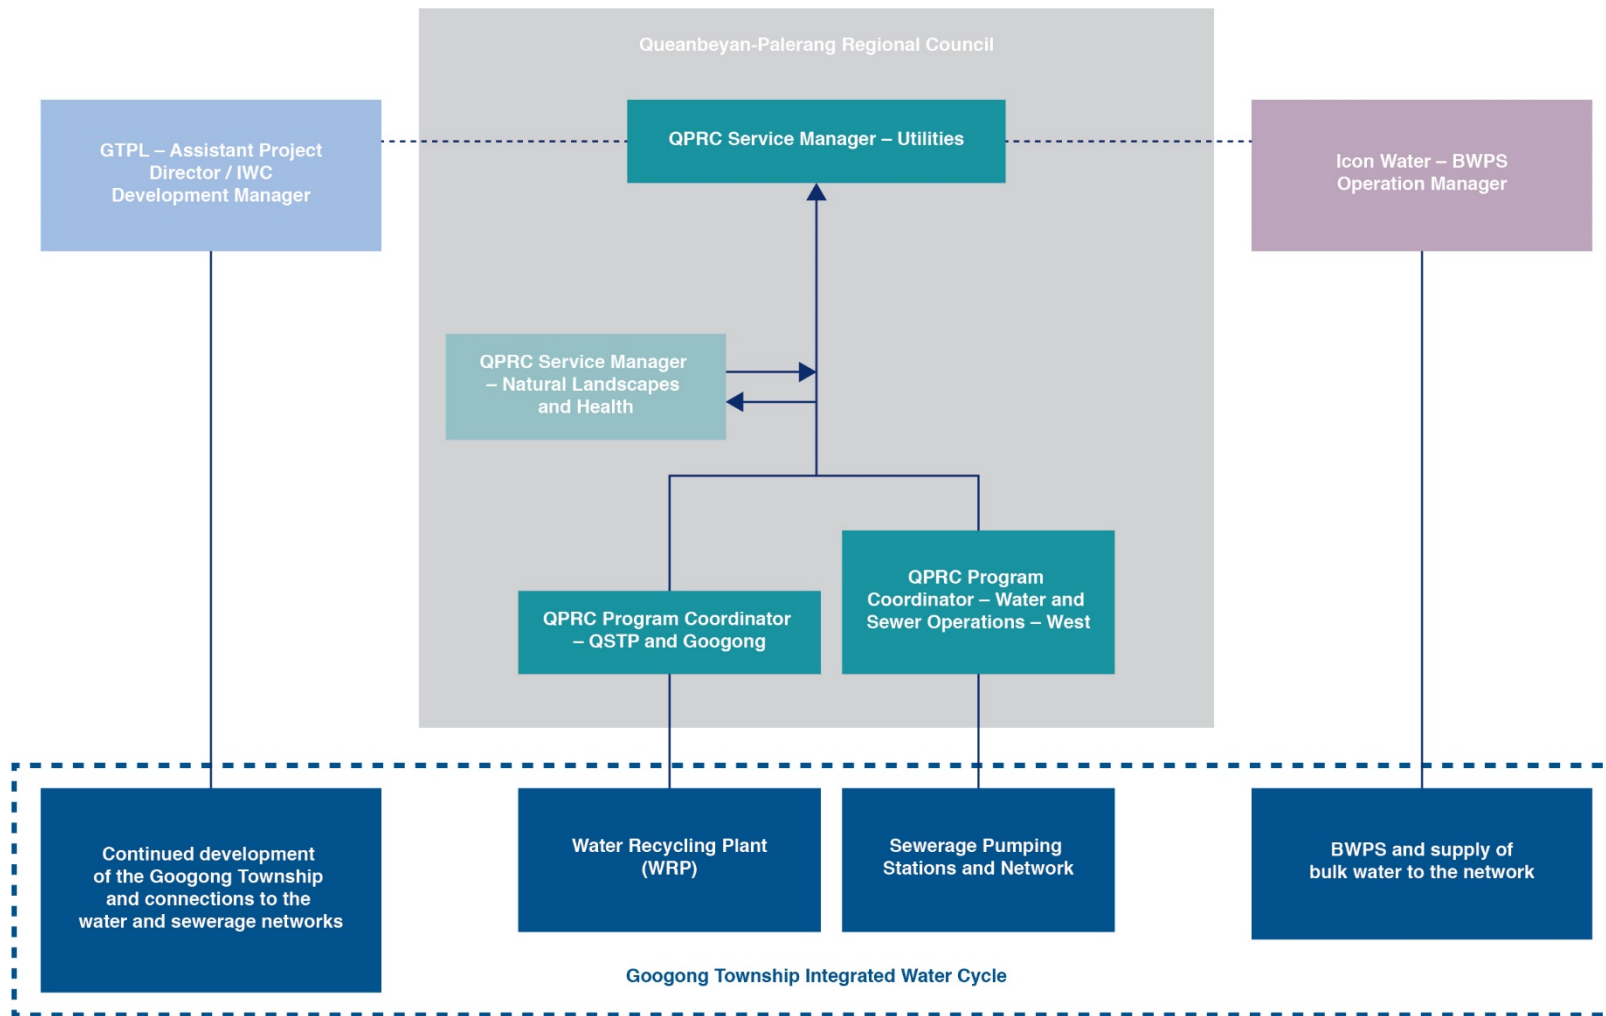 Queanbeyan-Palerang Regional Council
GTPL – Assistant Project
Director / IWC
Development Manager
QPRC Service Manager – Utilities
Icon Water – BWPS
Operation Manager
QPRC Service Manager
– Natural Landscapes
and Health
QPRC Program Coordinator
– QSTP and Googong
QPRC Program
Coordinator – Water and
Sewer Operations – West
Continued development
of the Googong Township
and connections to the
water and sewerage networks
Water Recycling Plant
(WRP)
Sewerage Pumping
Stations and Network
BWPS and supply of
bulk water to the network
Googong Township Integrated Water Cycle